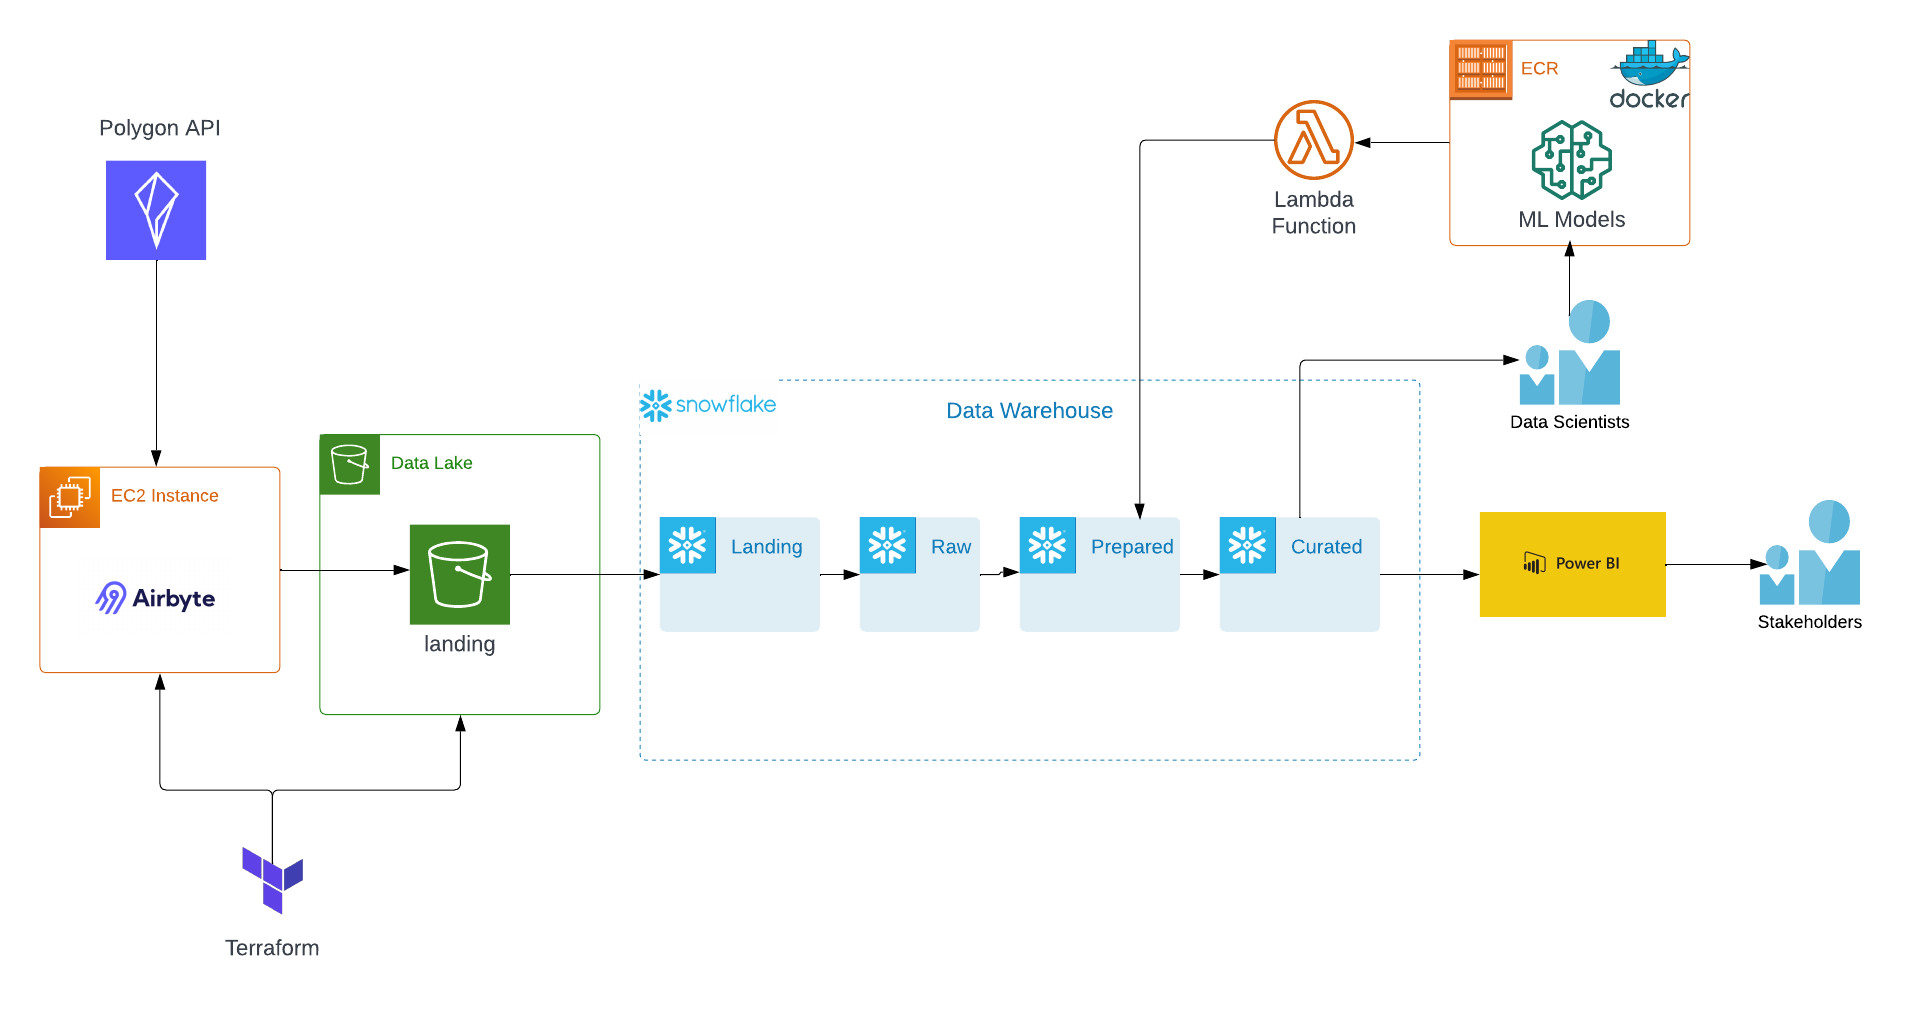 Polygon API
EC2 Instance
Airbyte
Data Lake
landing
Terraform
snowflake
Data Warehouse
Landing
Raw
Prepared
Curated
Lambda
Function
ECR
docker
ML Models
Data Scientists
Power BI
Stakeholders